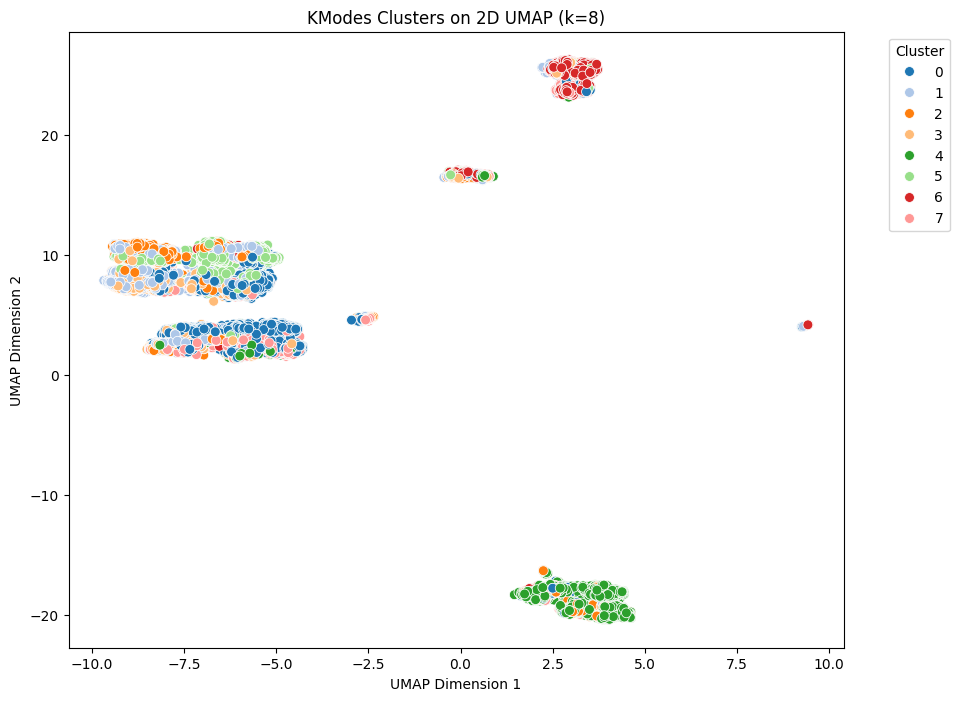 KModes Clusters on 2D UMAP (k=8)
Cluster
0
1
2
3
4
5
6
7
UMAP Dimension 2
20
10
0
−10
−20
−10.0 −7.5 −5.0 −2.5 0.0 2.5 5.0 7.5 10.0
UMAP Dimension 1